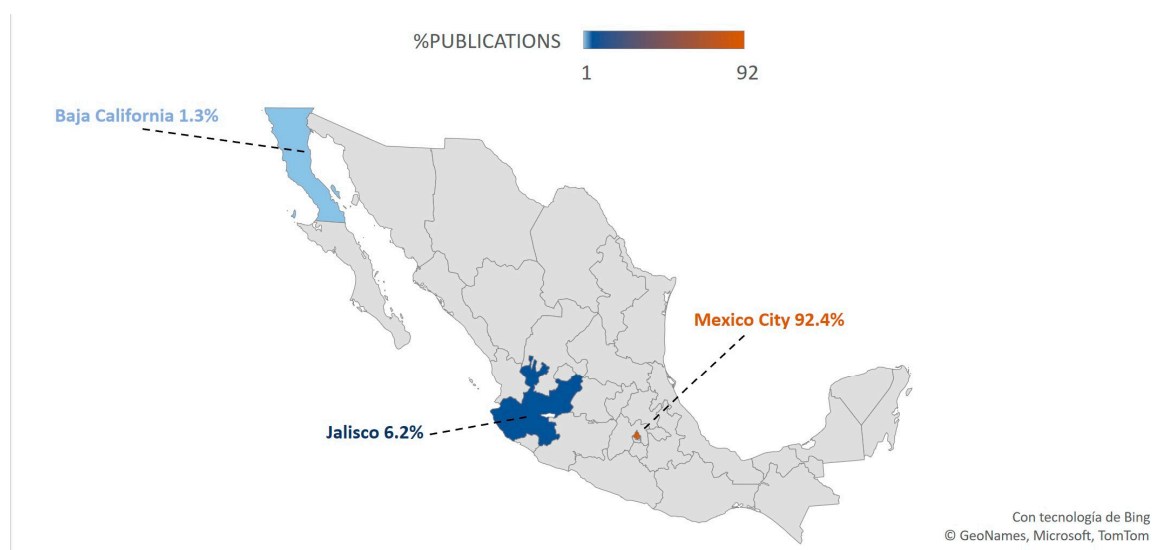 %PUBLICATIONS
1 92
Baja California 1.3%
Mexico City 92.4%
Jalisco 6.2%
Con tecnología de Bing
© GeoNames, Microsoft, TomTom